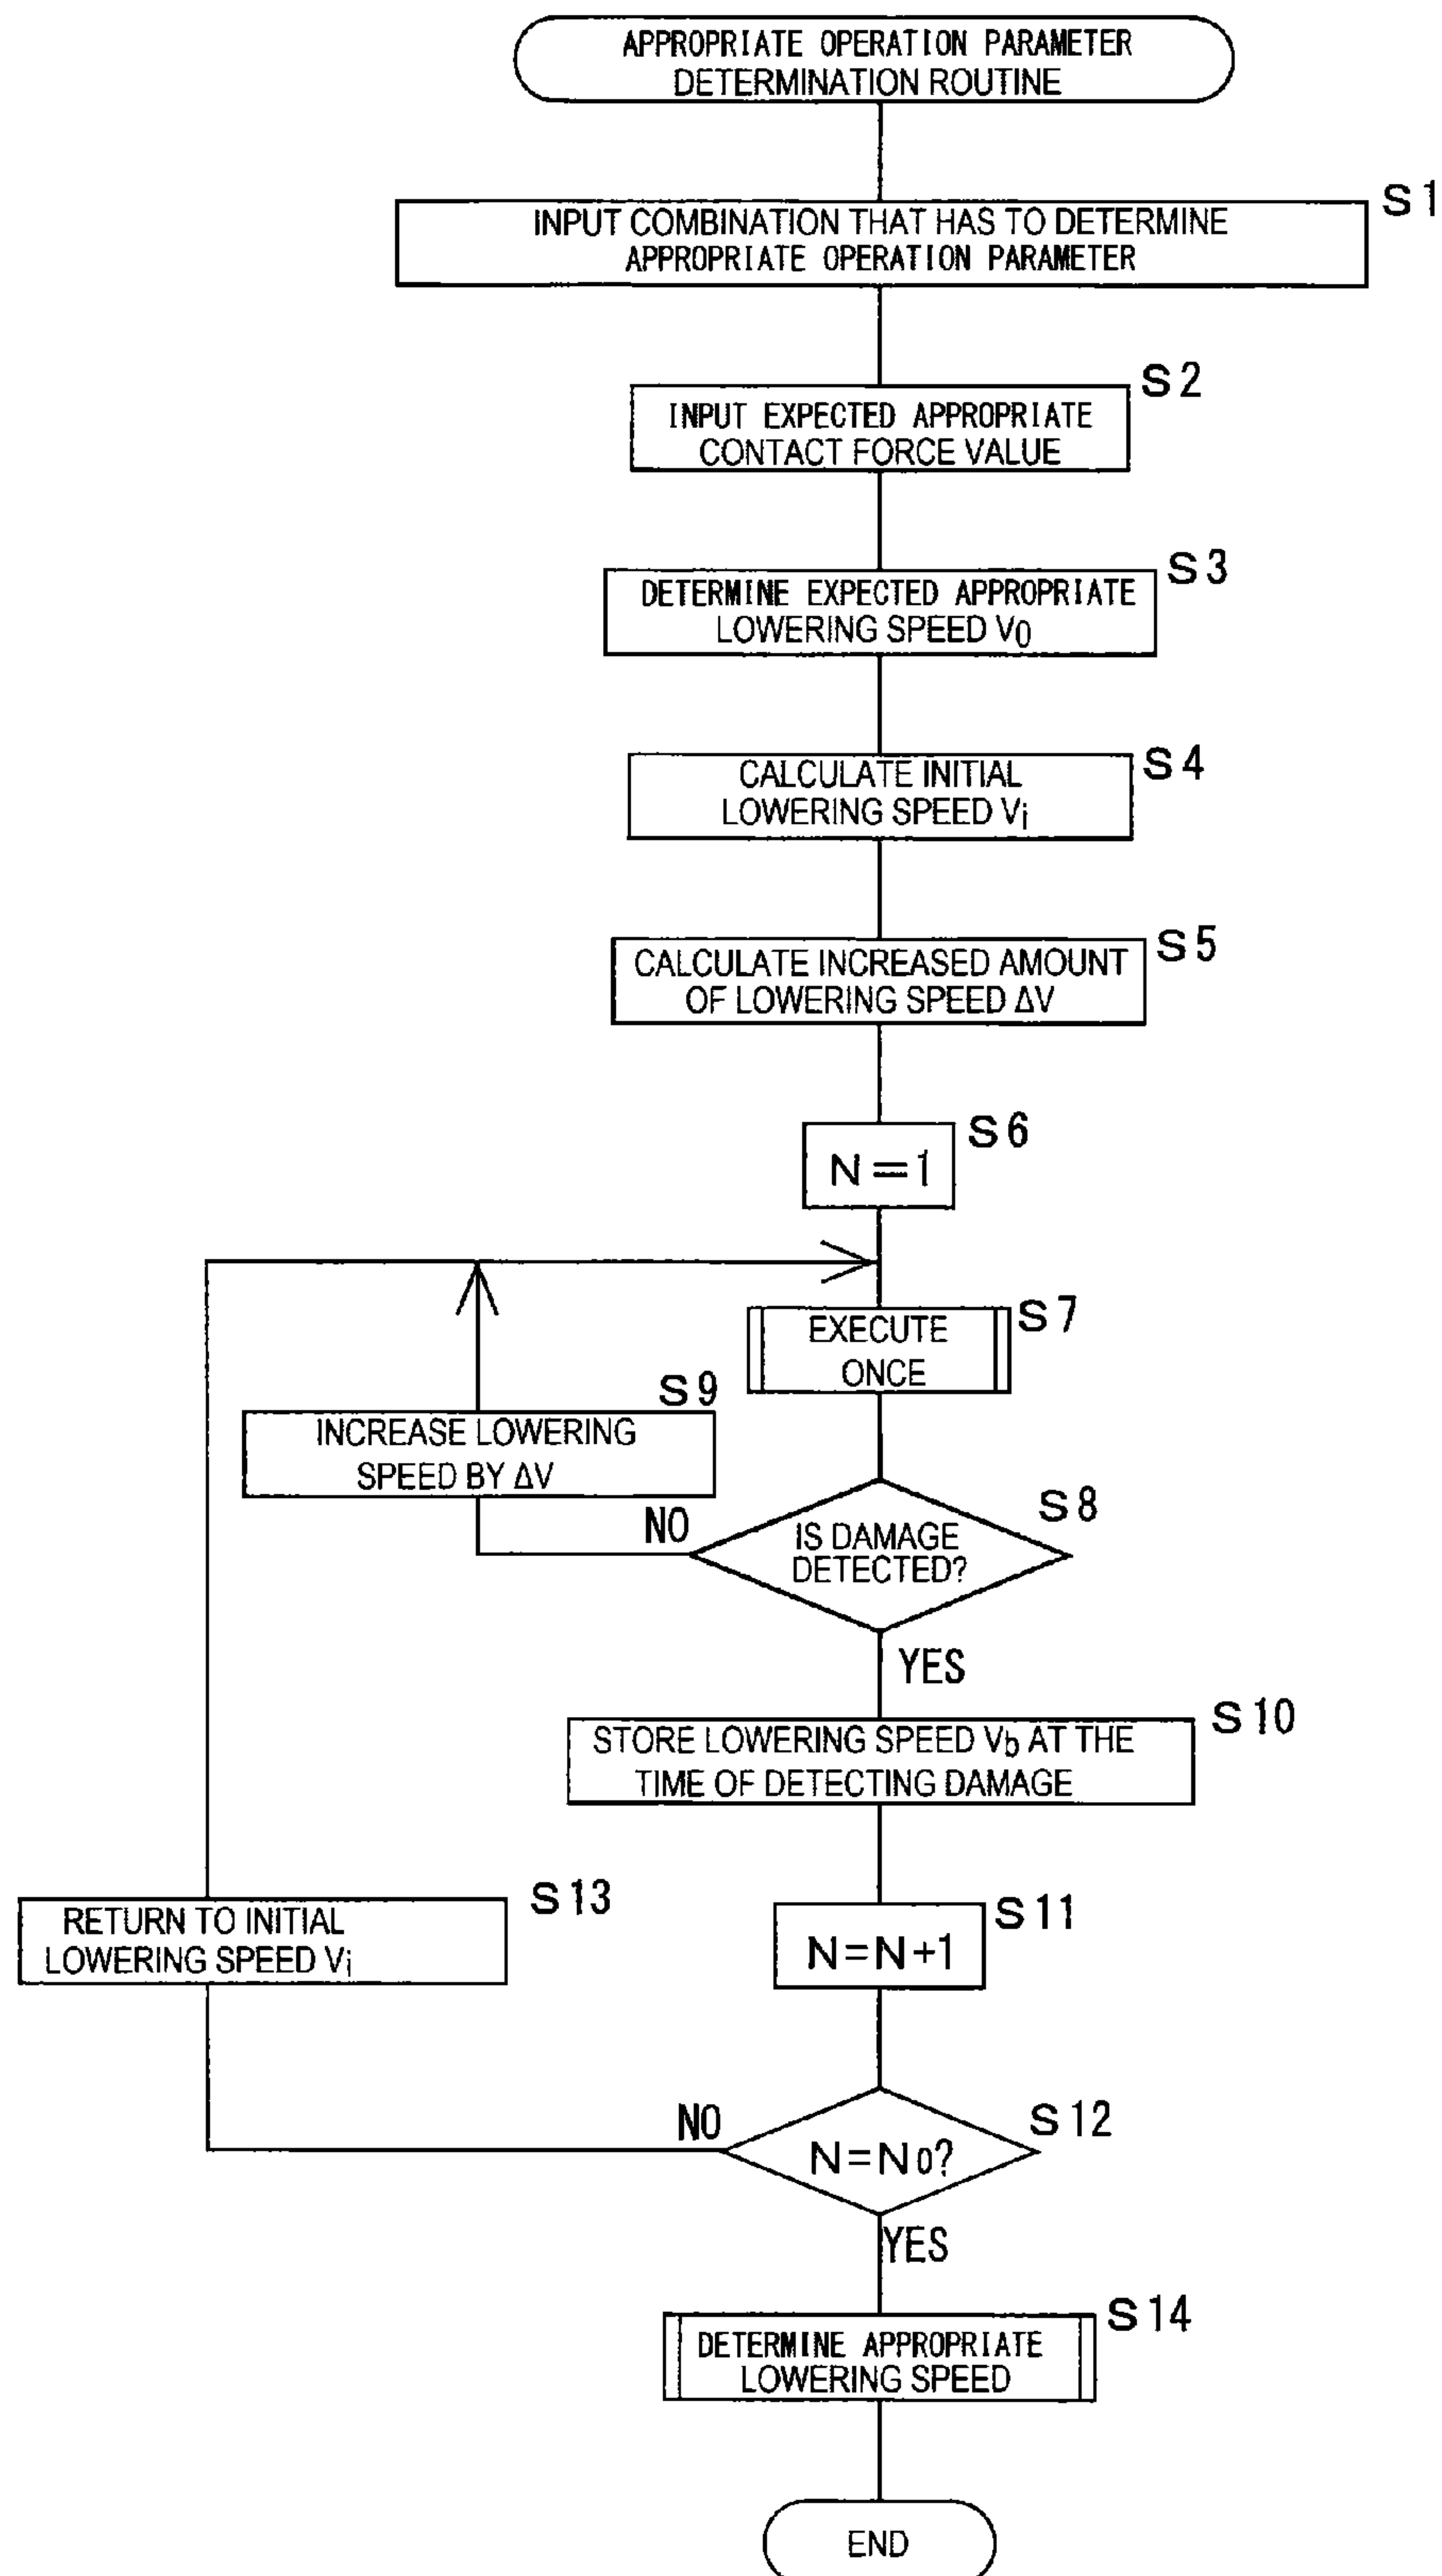 APPROPRIATE OPERATION PARAMETER
DETERMINATION ROUTINE
S1
INPUT COMBINATION THAT HAS TO DETERMINE
APPROPRIATE OPERATION PARAMETER
S2
INPUT EXPECTED APPROPRIATE
CONTACT FORCE VALUE
S3
DETERMINE EXPECTED APPROPRIATE
LOWERING SPEED V0
S4
CALCULATE INITIAL
LOWERING SPEED Vi
S5
CALCULATE INCREASED AMOUNT
OF LOWERING SPEED ΔV
S6
N=1
S7
EXECUTE
ONCE
S9
INCREASE LOWERING
SPEED BY ΔV
S8
NO
IS DAMAGE
DETECTED?
YES
S10
STORE LOWERING SPEED Vb AT THE
TIME OF DETECTING DAMAGE
S13
RETURN TO INITIAL
LOWERING SPEED Vi
S11
N=N+1
S12
NO
N=N0?
YES
S14
DETERMINE APPROPRIATE
LOWERING SPEED
END